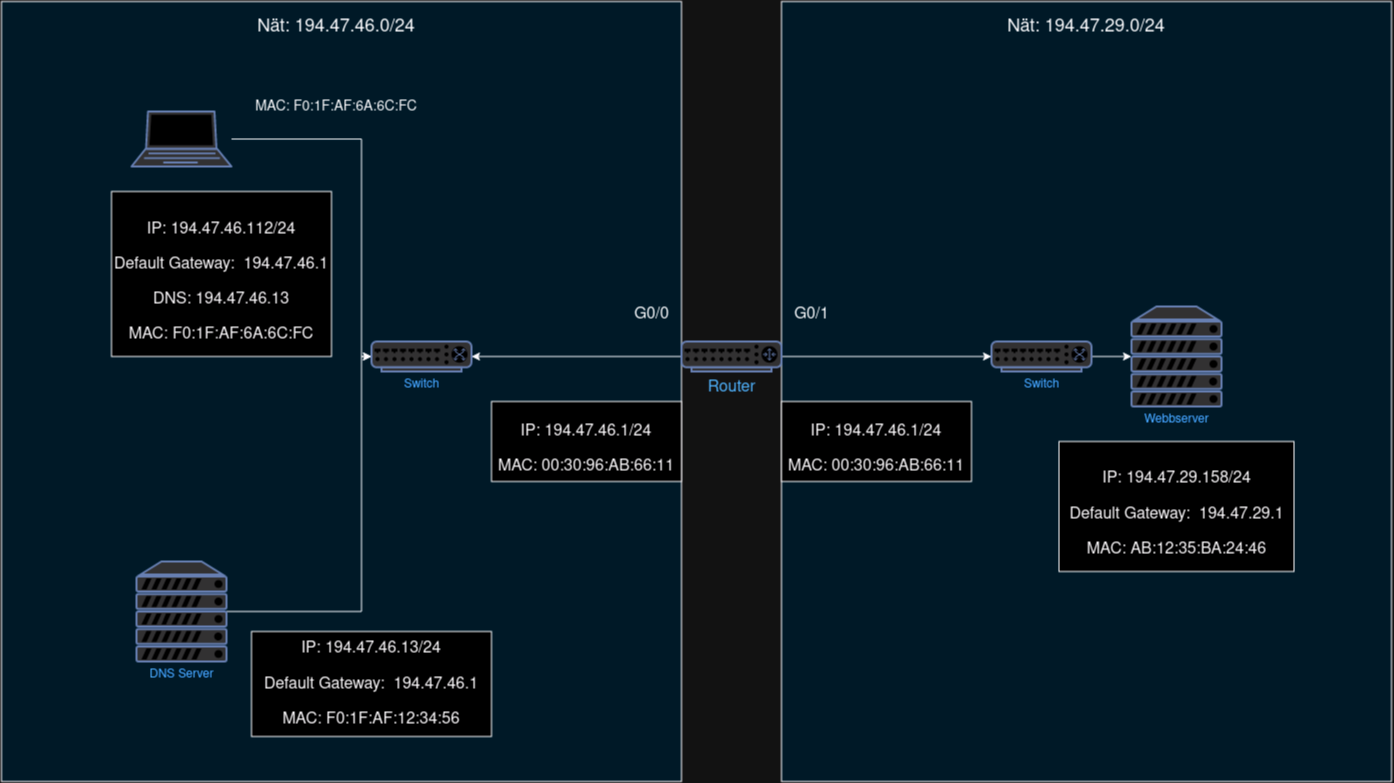 Nät: 194.47.46.0/24
MAC: F0:1F:AF:6A:6C:FC
IP: 194.47.46.112/24
Default Gateway: 194.47.46.1
DNS: 194.47.46.13
MAC: F0:1F:AF:6A:6C:FC
Switch
G0/0
IP: 194.47.46.1/24
MAC: 00:30:96:AB:66:11
DNS Server
IP: 194.47.46.13/24
Default Gateway: 194.47.46.1
MAC: F0:1F:AF:12:34:56
Router
Nät: 194.47.29.0/24
G0/1
IP: 194.47.46.1/24
MAC: 00:30:96:AB:66:11
Switch
Webbserver
IP: 194.47.29.158/24
Default Gateway: 194.47.29.1
MAC: AB:12:35:BA:24:46